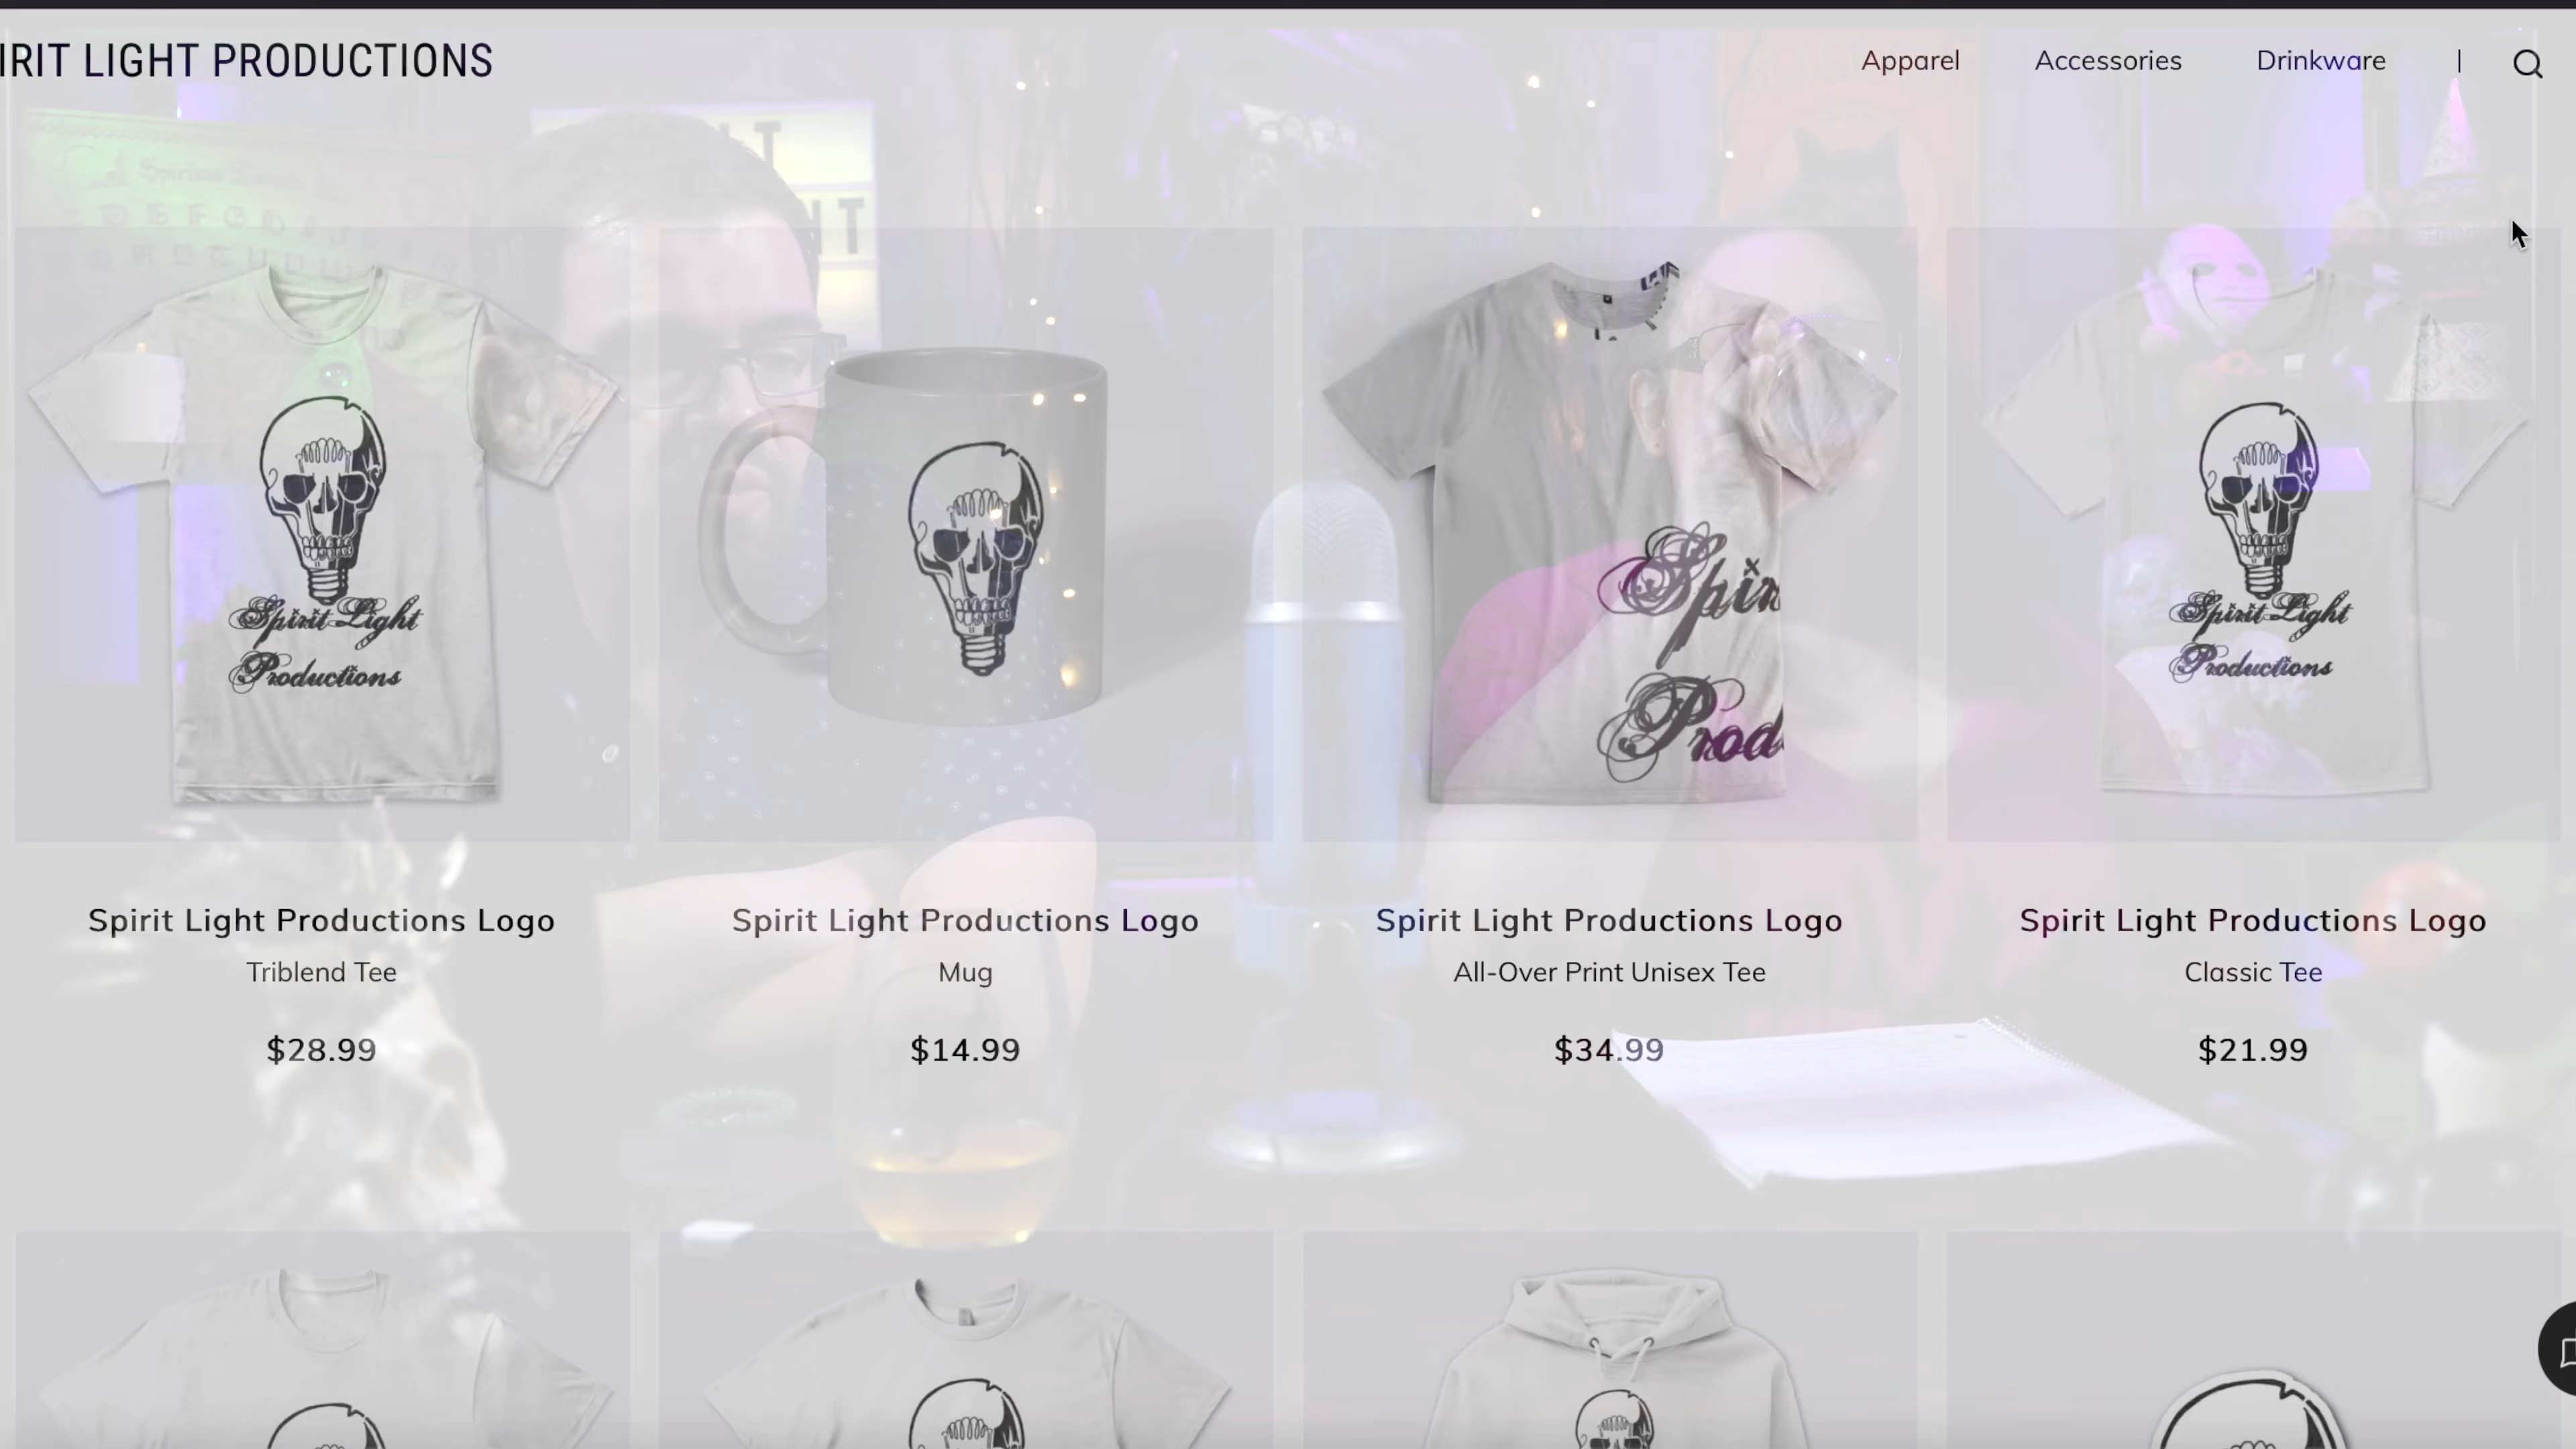 IRIT LIGHT PRODUCTIONS
Apparel
Accessories
Drinkware
Spirit Light
Productions
Spirit Light
Productions
Spirit Light Productions Logo
Triblend Tee
$28.99
Spirit Light Productions Logo
Mug
$14.99
Spirit Light Productions Logo
All-Over Print Unisex Tee
$34.99
Spirit Light Productions Logo
Classic Tee
$21.99